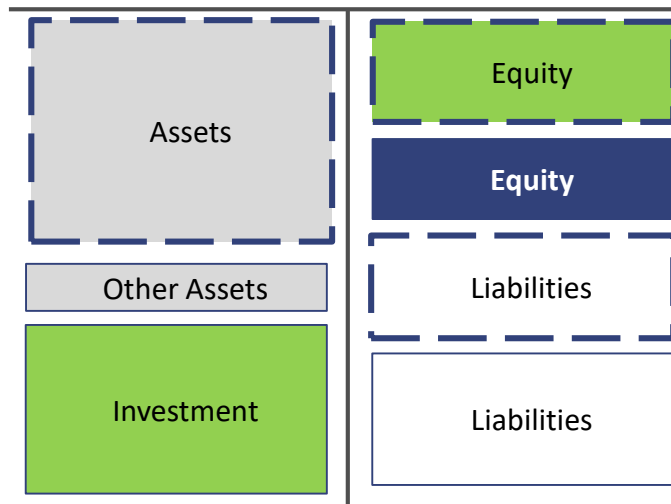 Assets
Other Assets
Investment
Equity
Equity
Liabilities
Liabilities